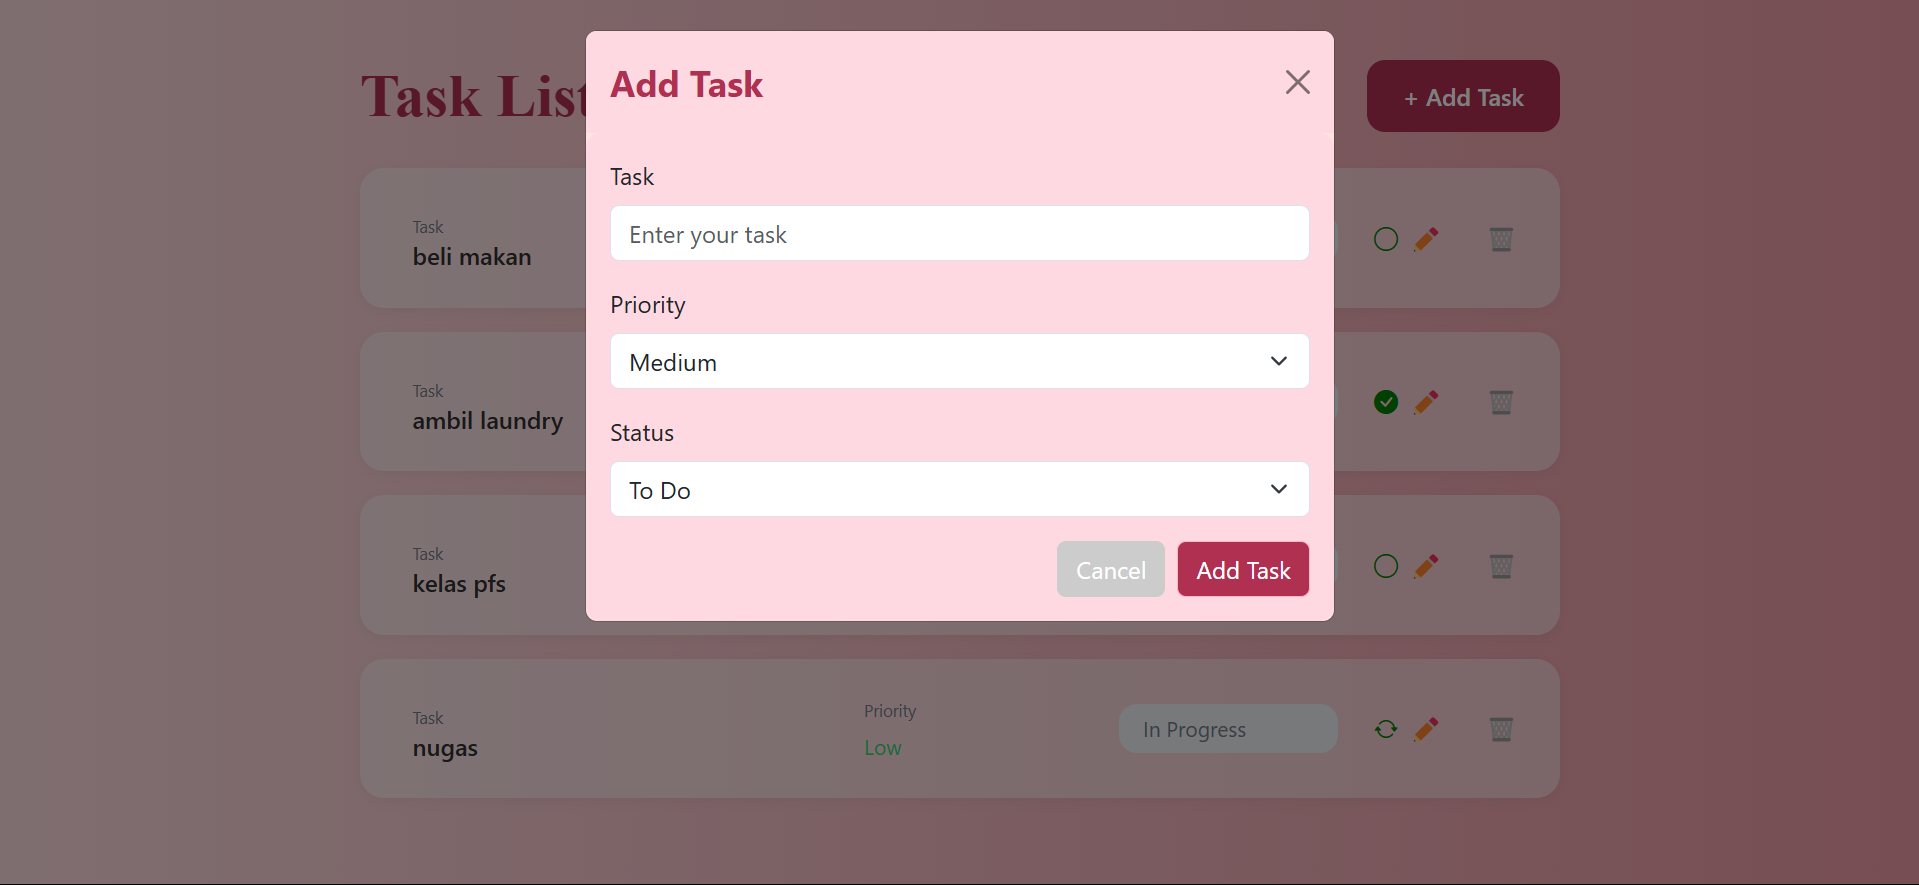 Task List
+ Add Task
Add Task
Task
Enter your task
Priority
Medium
Status
To Do
Cancel
Add Task
Task
beli makan
Task
ambil laundry
Task
kelas pfs
Task
nugas
Priority
Low
In Progress